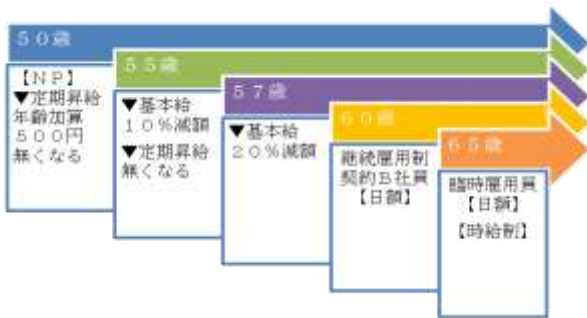 50歳
【NP】
▼定期昇給
年齢加算
500円
無くなる
55歳
▼基本給
10%減額
▼定期昇給
無くなる
57歳
▼基本給
20%減額
60歳
継続雇用制
契約B社員
【日額】
65歳
臨時雇用員
【日額】
【時給制】